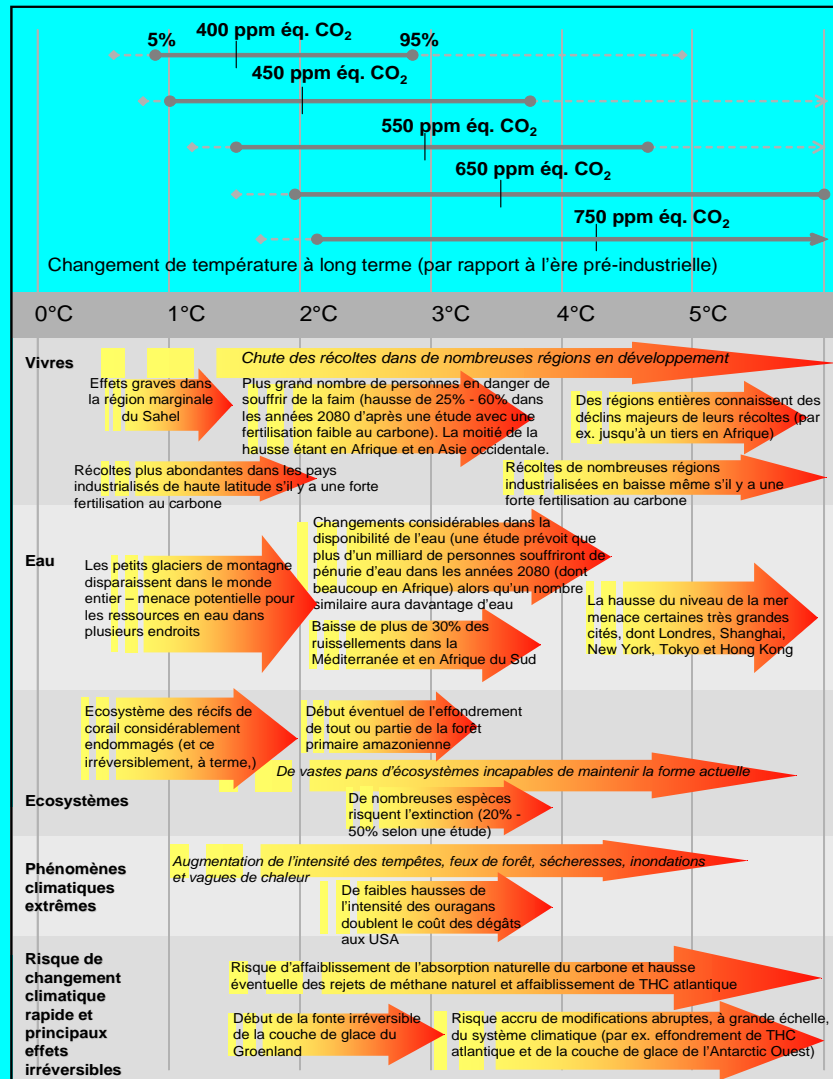 400 ppm éq. CO₂
5%
95%
450 ppm éq. CO₂
550 ppm éq. CO₂
650 ppm éq. CO₂
750 ppm éq. CO₂
Changement de température à long terme (par rapport à l'ère pré-industrielle)
0°C 1°C 2°C 3°C 4°C 5°C
Vivres
Chute des récoltes dans de nombreuses régions en développement
Effets graves dans
la région marginale
du Sahel
Plus grand nombre de personnes en danger de
souffrir de la faim (hausse de 25% - 60% dans
les années 2080 d'après une étude avec une
fertilisation faible au carbone). La moitié de la
hausse étant en Afrique et en Asie occidentale.
Des régions entières connaissent des
déclins majeurs de leurs récoltes (par
ex. jusqu'à un tiers en Afrique)
Récoltes plus abondantes dans les pays
industrialisés de haute latitude s'il y a une forte
fertilisation au carbone
Récoltes de nombreuses régions
industrialisées en baisse même s'il y a une
forte fertilisation au carbone
Eau
Les petits glaciers de montagne
disparaissent dans le monde
entier – menace potentielle pour
les ressources en eau dans
plusieurs endroits
Changements considérables dans la
disponibilité de l'eau (une étude prévoit que
plus d'un milliard de personnes souffriront de
pénurie d'eau dans les années 2080 (dont
beaucoup en Afrique) alors qu'un nombre
similaire aura davantage d'eau
Baisse de plus de 30% des
ruissellements dans la
Méditerranée et en Afrique du Sud
La hausse du niveau de la mer
menace certaines très grandes
cités, dont Londres, Shanghai,
New York, Tokyo et Hong Kong
Ecosystèmes
Ecosystème des récifs de
corail considérablement
endommagés (et ce
irréversiblement, à terme,)
Début éventuel de l'effondrement
de tout ou partie de la forêt
primaire amazonienne
De vastes pans d'écosystèmes incapables de maintenir la forme actuelle
De nombreuses espèces
risquent l'extinction (20% -
50% selon une étude)
Phénomènes
climatiques
extrêmes
Augmentation de l'intensité des tempêtes, feux de forêt, sécheresses, inondations
et vagues de chaleur
De faibles hausses de
l'intensité des ouragans
doublent le coût des dégâts
aux USA
Risque de
changement
climatique
rapide et
principaux
effets
irréversibles
Risque d'affaiblissement de l'absorption naturelle du carbone et hausse
éventuelle des rejets de méthane naturel et affaiblissement de THC atlantique
Début de la fonte irréversible
de la couche de glace du
Groenland
Risque accru de modifications abruptes, à grande échelle,
du système climatique (par ex. effondrement de THC
atlantique et de la couche de glace de l'Antarctic Ouest)